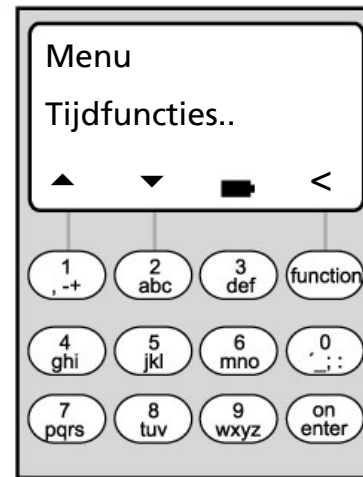 Menu
Tijdfuncties..
<
1 2 3 function
, -+ abc def
4 5 6 0
ghi jkl mno ´_; :
7 8 9 on
pqrs tuv wxyz enter